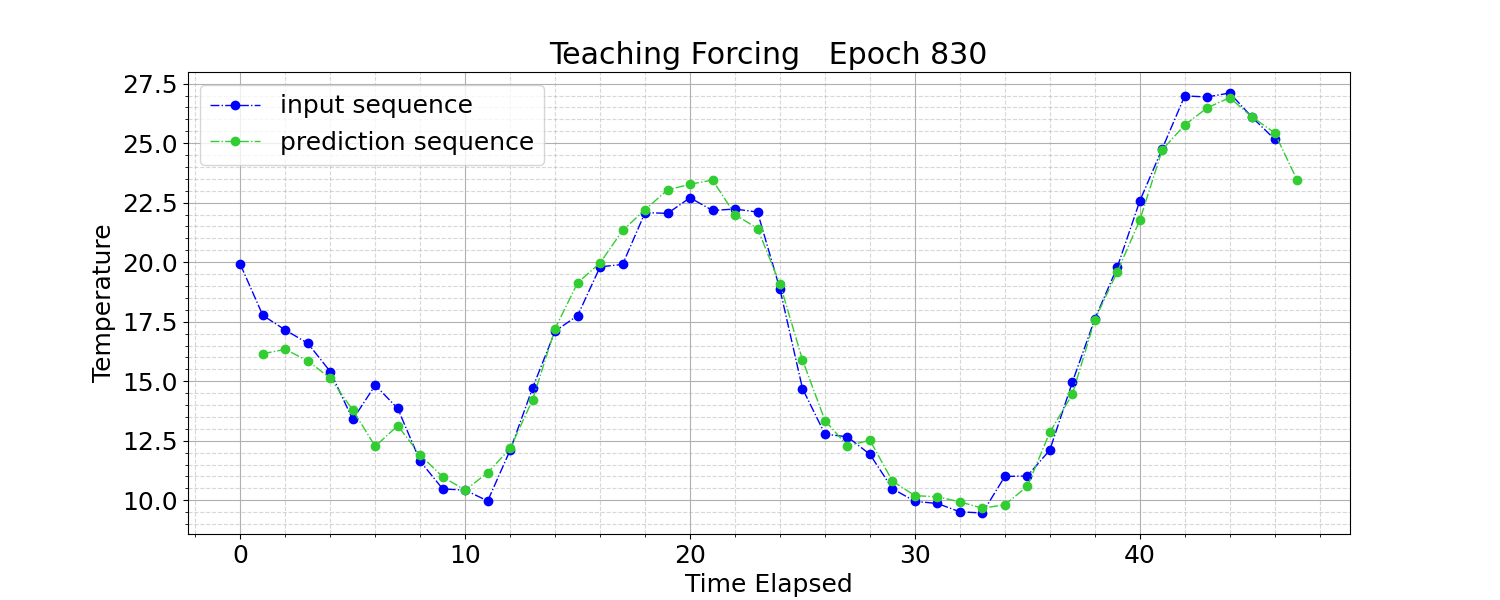 Teaching Forcing   Epoch 830
input sequence
prediction sequence
27.5
25.0
22.5
20.0
17.5
15.0
12.5
10.0
Temperature
0 10 20 30 40
Time Elapsed